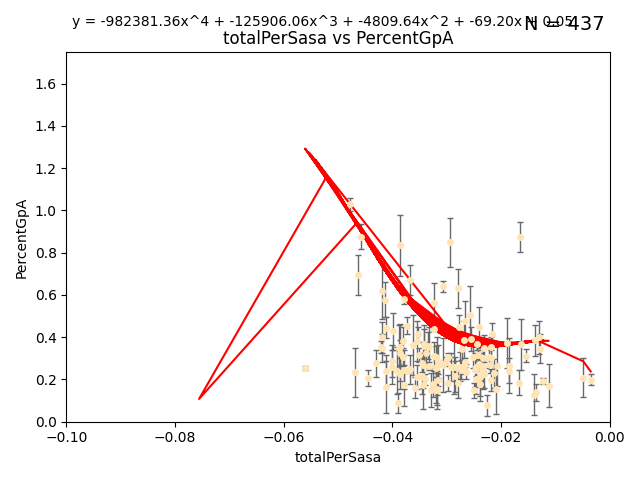 y = -982381.36x^4 + -125906.06x^3 + -4809.64x^2 + -69.20x + 0.05
N = 437
totalPerSasa vs PercentGpA
PercentGpA
1.6
1.4
1.2
1.0
0.8
0.6
0.4
0.2
0.0
−0.10 −0.08 −0.06 −0.04 −0.02 0.00
totalPerSasa